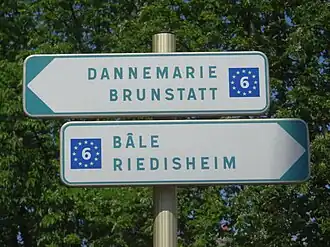 DANNEMARIE
BRUNSTATT
6
6
BÂLE
RIEDISHEIM